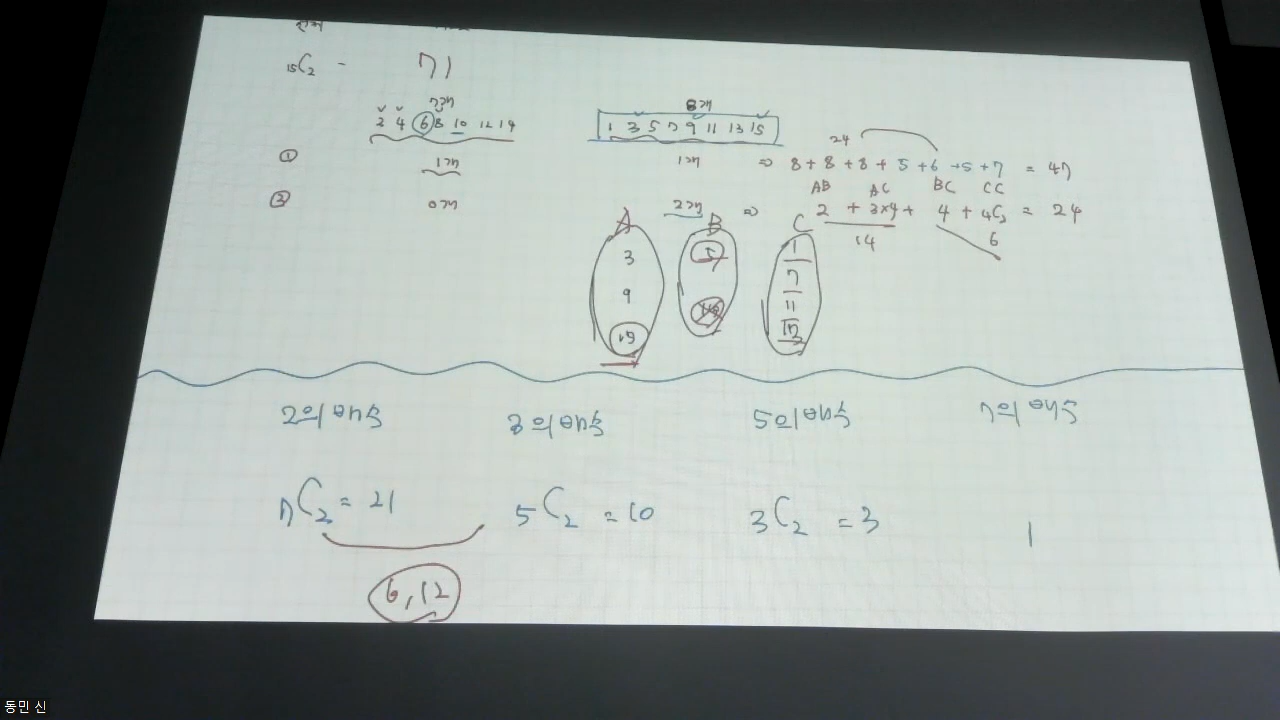 전체
15C2 - 71
7개 8개
2 4 6 8 10 12 14 1 3 5 7 9 11 13 15 24
① 1개 1개 ⇒ 8 + 8 + 8 + 5 + 6 + 5 + 7 = 47
AB AC BC CC
② 0개 2개 ⇒ 2 + 3×4 + 4 + 4C2 = 24
A B C 14 6
3 5 1
9 7
11
15 13
2의 배수 3의 배수 5의 배수 7의 배수
7C2 = 21 5C2 = 10 3C2 = 3 1
6, 12
동민 신